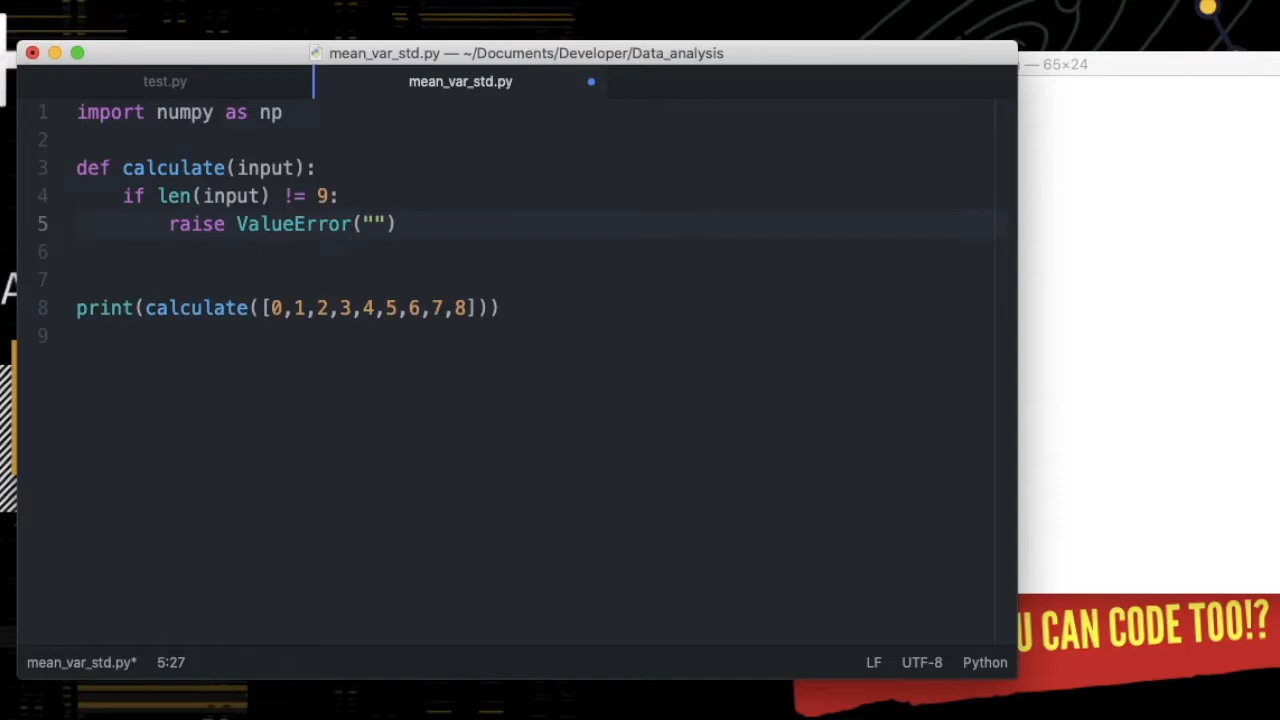 mean_var_std.py — ~/Documents/Developer/Data_analysis
— 65×24
test.py
mean_var_std.py
1 import numpy as np
2
3 def calculate(input):
4     if len(input) != 9:
5         raise ValueError("")
6
7
8 print(calculate([0,1,2,3,4,5,6,7,8]))
9
A
U CAN CODE TOO!?
mean_var_std.py* 5:27 LF UTF-8 Python